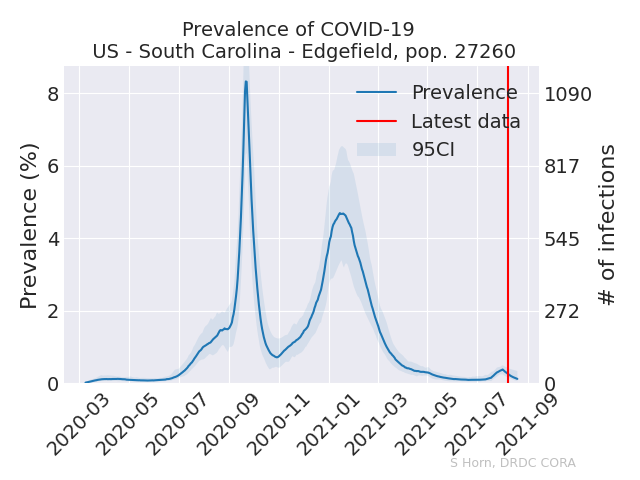 Prevalence of COVID-19
US - South Carolina - Edgefield, pop. 27260
Prevalence
Latest data
95CI
Prevalence (%)
8
6
4
2
0
1090
817
545
272
0
# of infections
2020-03
2020-05
2020-07
2020-09
2020-11
2021-01
2021-03
2021-05
2021-07
2021-09
S Horn, DRDC CORA